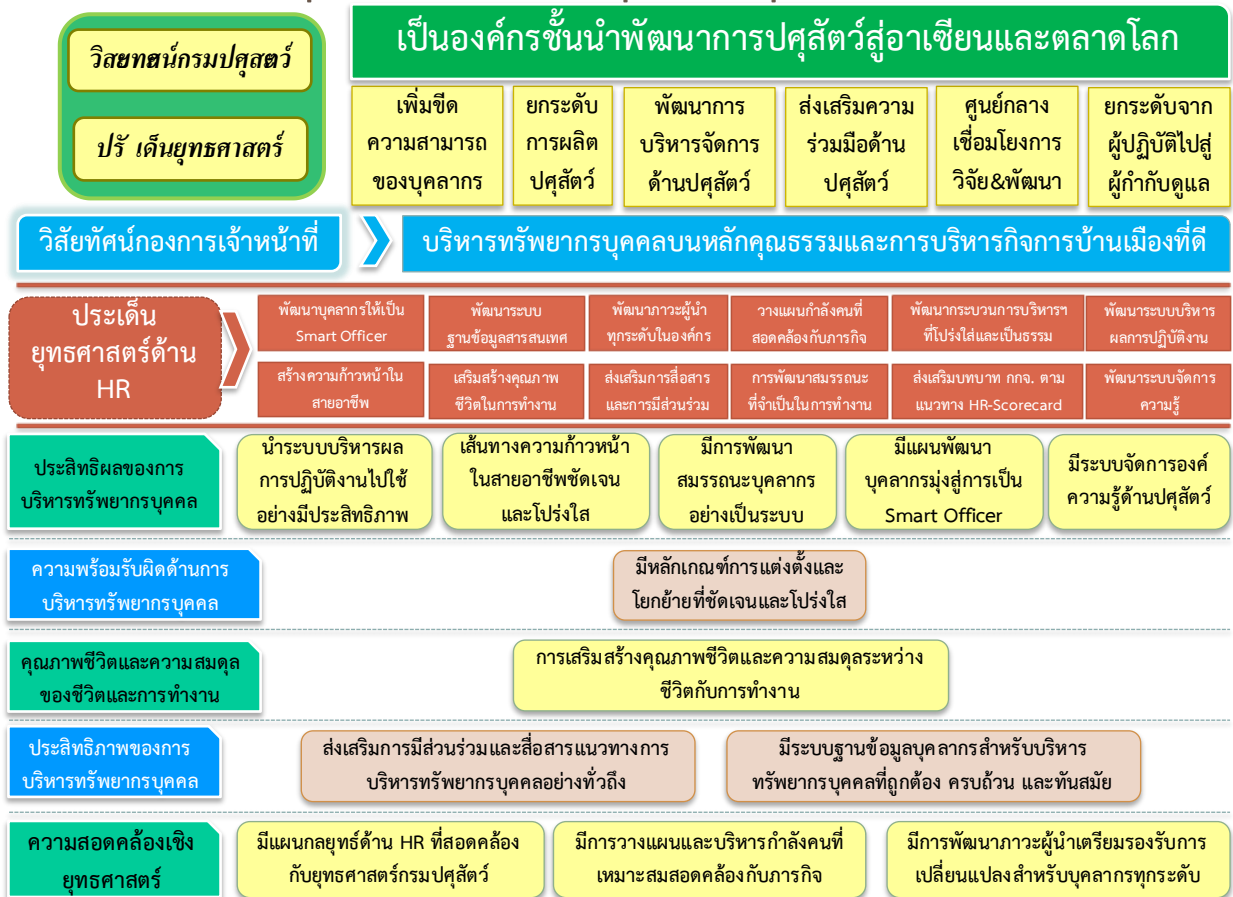 วิสยทยนกรมปศุสตว์
เป็นองค์กรชั้นนำพัฒนาการปศุสัตว์สู่อาเซียนและตลาดโลก
ปรั เด็นยุทธศาสตร์
เพิ่มขีด
ความสามารถ
ของบุคลากร
ยกระดับ
การผลิต
ปศุสัตว์
พัฒนาการ
บริหารจัดการ
ด้านปศุสัตว์
ส่งเสริมความ
ร่วมมือด้าน
ปศุสัตว์
ศูนย์กลาง
เชื่อมโยงการ
วิจัย&พัฒนา
ยกระดับจาก
ผู้ปฏิบัติไปสู่
ผู้กำกับดูแล
วิสัยทัศน์กองการเจ้าหน้าที่
บริหารทรัพยากรบุคคลบนหลักคุณธรรมและการบริหารกิจการบ้านเมืองที่ดี
ประเด็น
ยุทธศาสตร์ด้าน
HR
พัฒนาบุคลากรให้เป็น
Smart Officer
พัฒนาระบบ
ฐานข้อมูลสารสนเทศ
พัฒนาภาวะผู้นำ
ทุกระดับในองค์กร
วางแผนกำลังคนที่
สอดคล้องกับภารกิจ
พัฒนากระบวนการบริหารฯ
ที่โปร่งใส่และเป็นธรรม
พัฒนาระบบบริหาร
ผลการปฏิบัติงาน
สร้างความก้าวหน้าใน
สายอาชีพ
เสริมสร้างคุณภาพ
ชีวิตในการทำงาน
ส่งเสริมการสื่อสาร
และการมีส่วนร่วม
การพัฒนาสมรรถนะ
ที่จำเป็นในการทำงาน
ส่งเสริมบทบาท กกจ. ตาม
แนวทาง HR-Scorecard
พัฒนาระบบจัดการ
ความรู้
ประสิทธิผลของการ
บริหารทรัพยากรบุคคล
นำระบบบริหารผล
การปฏิบัติงานไปใช้
อย่างมีประสิทธิภาพ
เส้นทางความก้าวหน้า
ในสายอาชีพชัดเจน
และโปร่งใส
มีการพัฒนา
สมรรถนะบุคลากร
อย่างเป็นระบบ
มีแผนพัฒนา
บุคลากรมุ่งสู่การเป็น
Smart Officer
มีระบบจัดการองค์
ความรู้ด้านปศุสัตว์
ความพร้อมรับผิดด้านการ
บริหารทรัพยากรบุคคล
มีหลักเกณฑ์การแต่งตั้งและ
โยกย้ายที่ชัดเจนและโปร่งใส
คุณภาพชีวิตและความสมดุล
ของชีวิตและการทำงาน
การเสริมสร้างคุณภาพชีวิตและความสมดุลระหว่าง
ชีวิตกับการทำงาน
ประสิทธิภาพของการ
บริหารทรัพยากรบุคคล
ส่งเสริมการมีส่วนร่วมและสื่อสารแนวทางการ
บริหารทรัพยากรบุคคลอย่างทั่วถึง
มีระบบฐานข้อมูลบุคลากรสำหรับบริหาร
ทรัพยากรบุคคลที่ถูกต้อง ครบถ้วน และทันสมัย
ความสอดคล้องเชิง
ยุทธศาสตร์
มีแผนกลยุทธ์ด้าน HR ที่สอดคล้อง
กับยุทธศาสตร์กรมปศุสัตว์
มีการวางแผนและบริหารกำลังคนที่
เหมาะสมสอดคล้องกับภารกิจ
มีการพัฒนาภาวะผู้นำเตรียมรองรับการ
เปลี่ยนแปลงสำหรับบุคลากรทุกระดับ